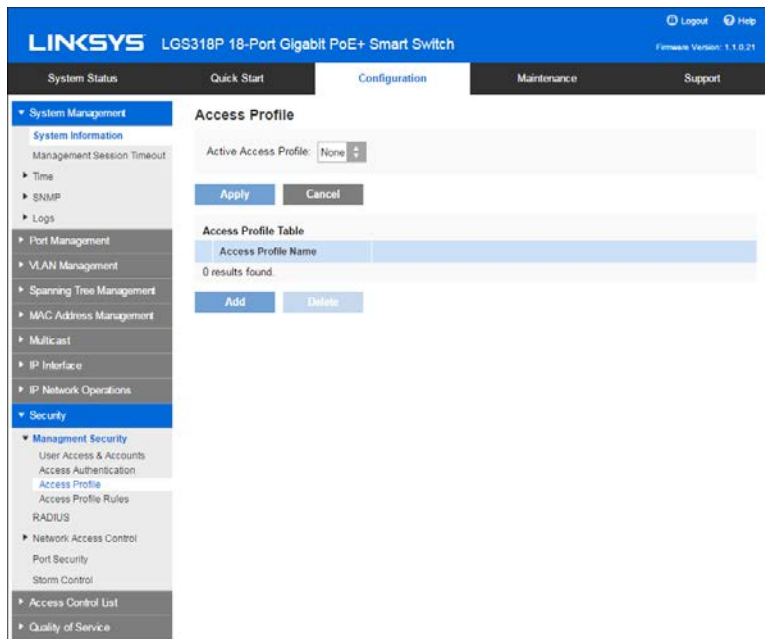 Logout Help
LINKSYS LGS318P 18-Port Gigabit PoE+ Smart Switch
Firmware Version: 1.1.0.21
System Status Quick Start Configuration Maintenance Support
System Management
System Information
Management Session Timeout
Time
SNMP
Logs
Port Management
VLAN Management
Spanning Tree Management
MAC Address Management
Multicast
IP Interface
IP Network Operations
Security
Managment Security
User Access & Accounts
Access Authentication
Access Profile
Access Profile Rules
RADIUS
Network Access Control
Port Security
Storm Control
Access Control List
Quality of Service
Access Profile
Active Access Profile: None
Apply Cancel
Access Profile Table
Access Profile Name
0 results found.
Add Delete